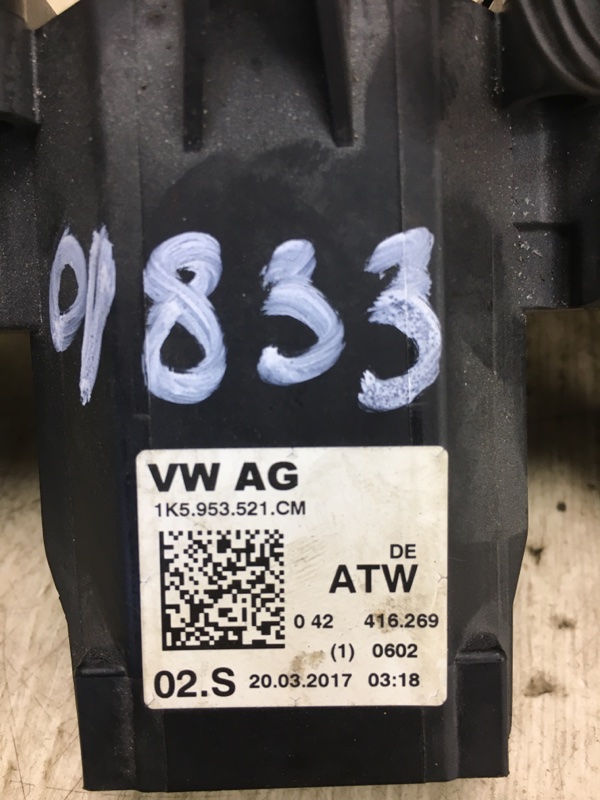 9833
VW AG
1K5.953.521.CM
DE
ATW
0 42 416.269
(1) 0602
02.S 20.03.2017 03:18